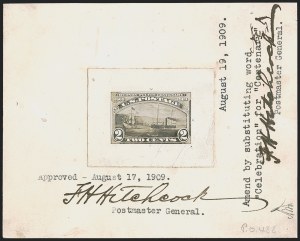 U.S. POSTAGE
2 2
TWO CENTS
Approved - August 17, 1909.
F H Hitchcock
Postmaster General.
August 19, 1909.
Amend by substituting word
"Celebration" for "Centenary"
F H Hitchcock
Postmaster General.